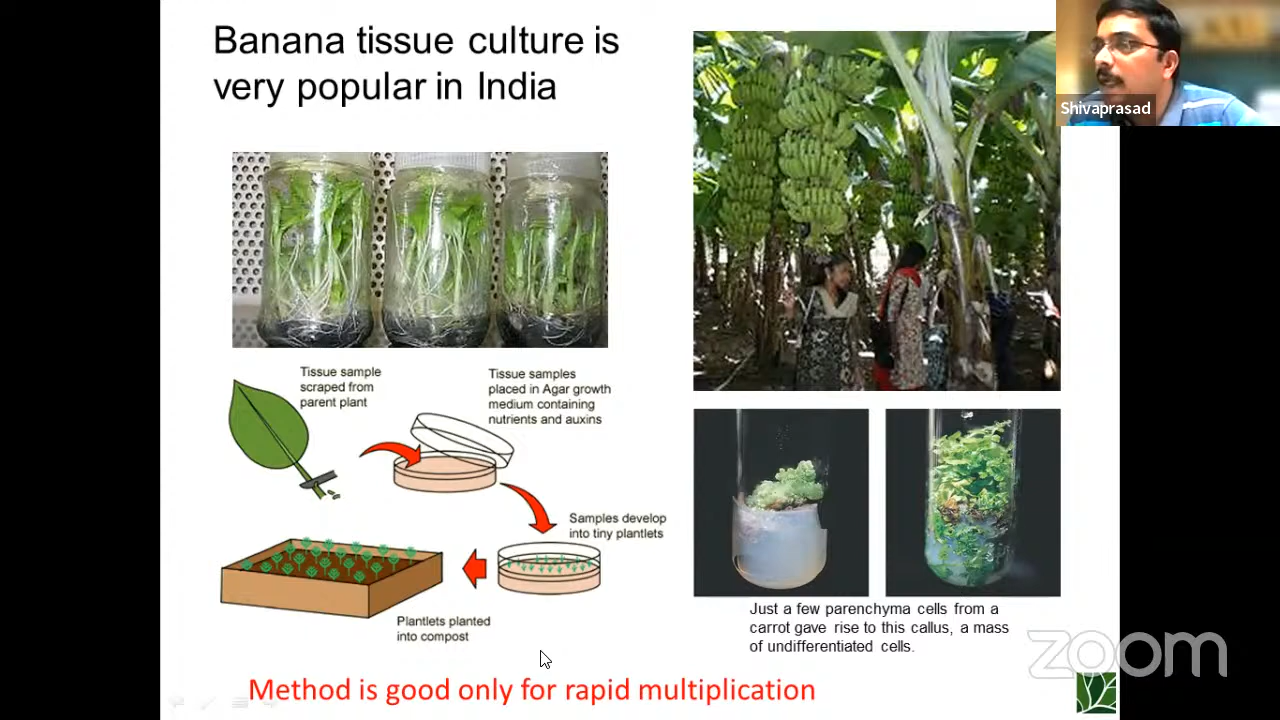 Banana tissue culture is
very popular in India
Shivaprasad
Tissue sample
scraped from
parent plant
Tissue samples
placed in Agar growth
medium containing
nutrients and auxins
Samples develop
into tiny plantlets
Plantlets planted
into compost
Just a few parenchyma cells from a
carrot gave rise to this callus, a mass
of undifferentiated cells.
zoom
Method is good only for rapid multiplication